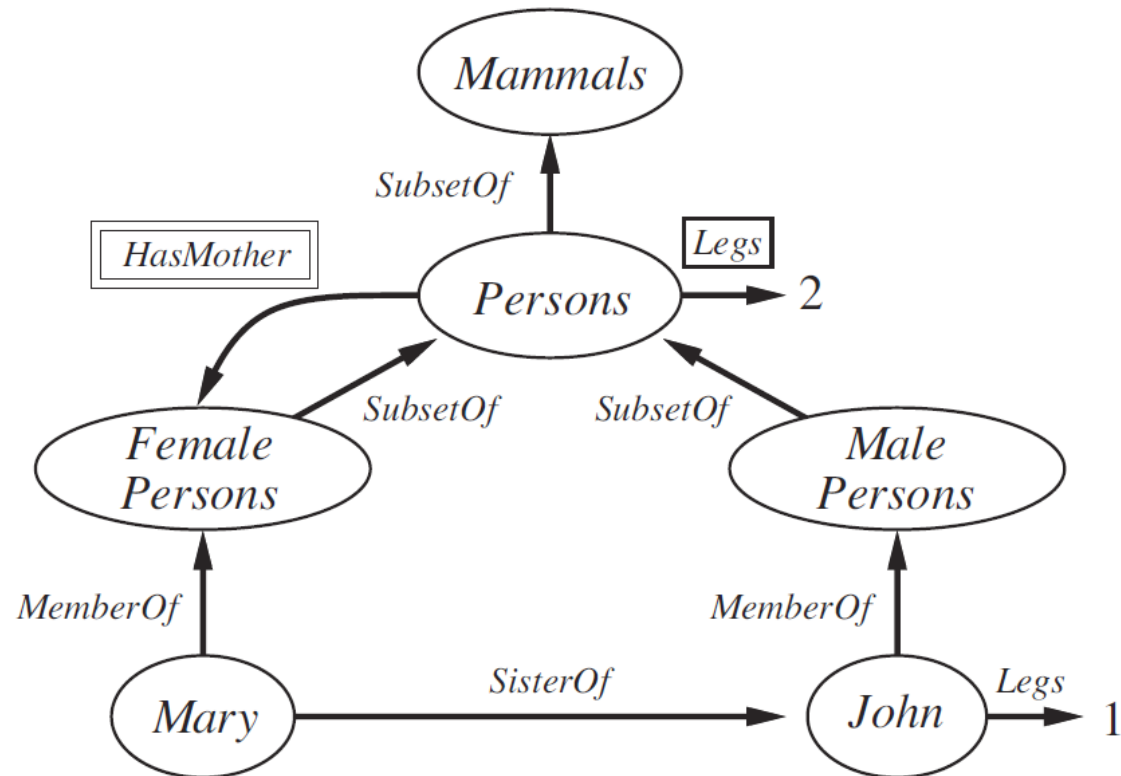 Mammals
SubsetOf
HasMother
Legs
Persons
2
SubsetOf
SubsetOf
Female
Persons
Male
Persons
MemberOf
MemberOf
SisterOf
Legs
Mary
John
1